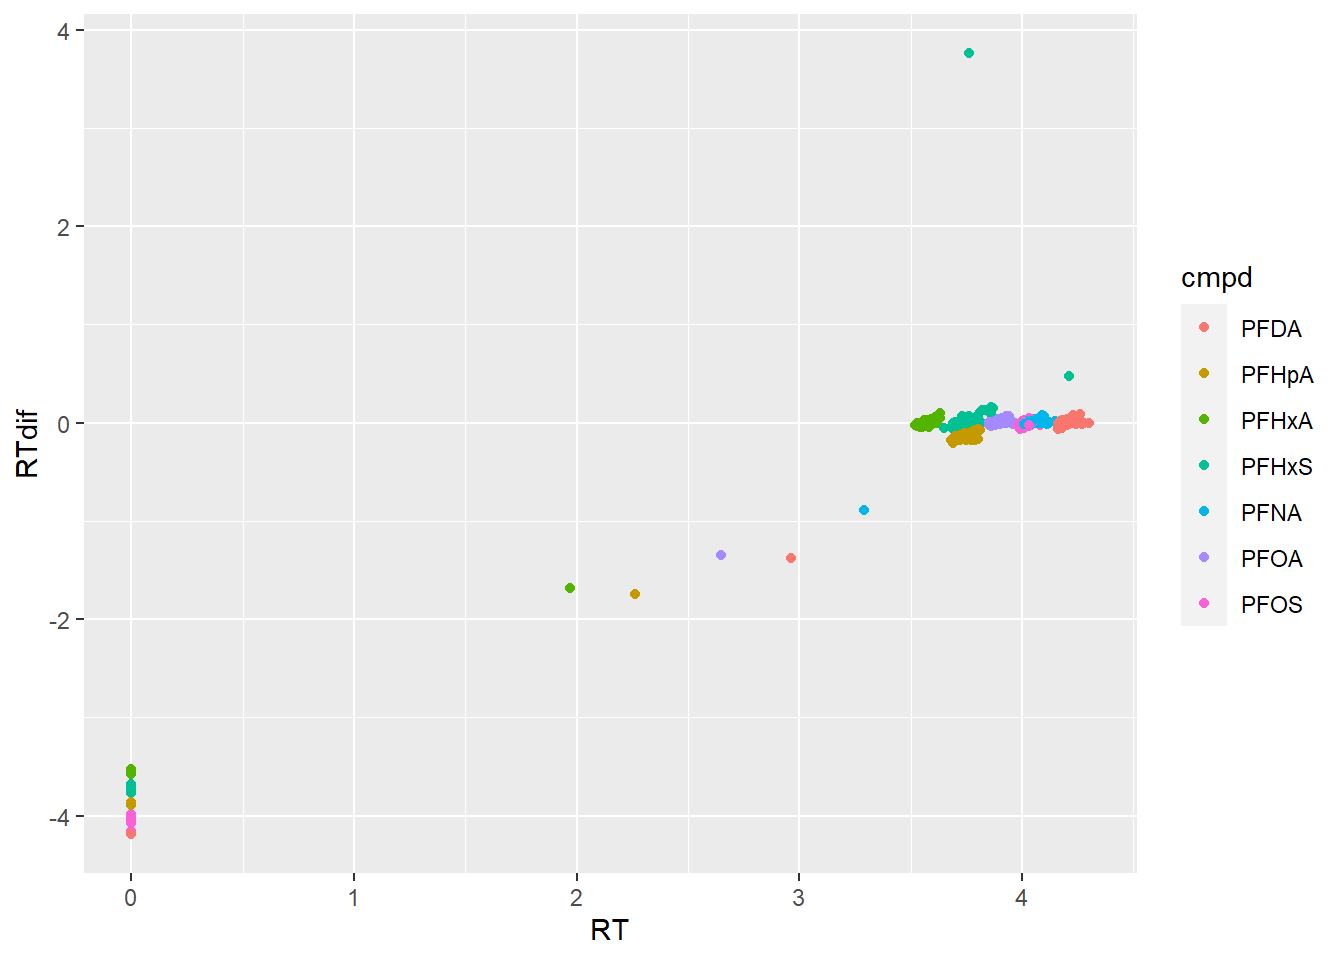 4
2
0
-2
-4
RTdif
0 1 2 3 4
RT
cmpd
PFDA
PFHpA
PFHxA
PFHxS
PFNA
PFOA
PFOS